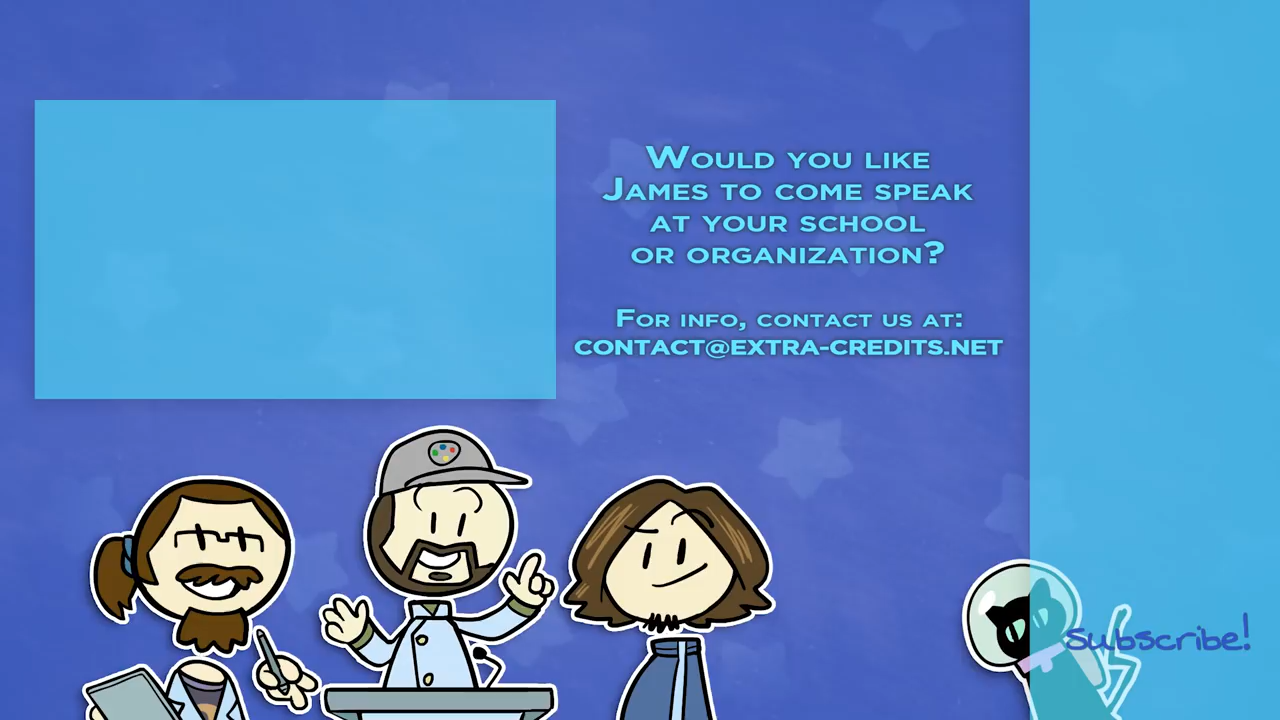 Would you like
James to come speak
at your school
or organization?
For info, contact us at:
contact@extra-credits.net
Subscribe!